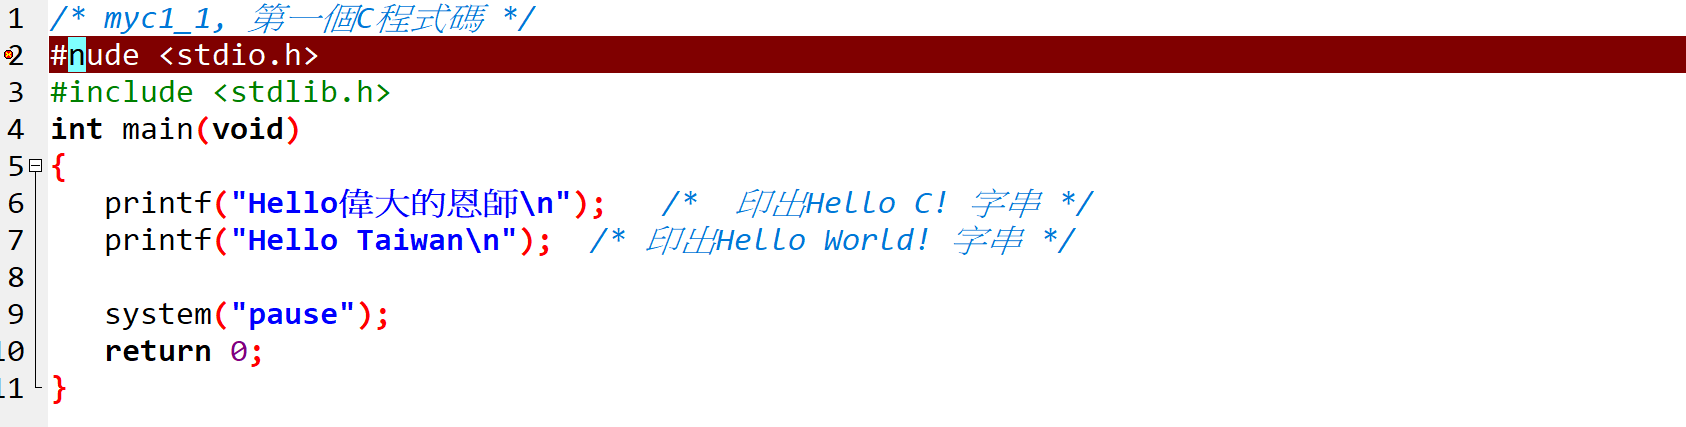 1 /* myc1_1, 第一個C程式碼 */
2 #nude <stdio.h>
3 #include <stdlib.h>
4 int main(void)
5 {
6 printf("Hello偉大的恩師\n"); /* 印出Hello C! 字串 */
7 printf("Hello Taiwan\n"); /* 印出Hello World! 字串 */
8
9 system("pause");
10 return 0;
11 }